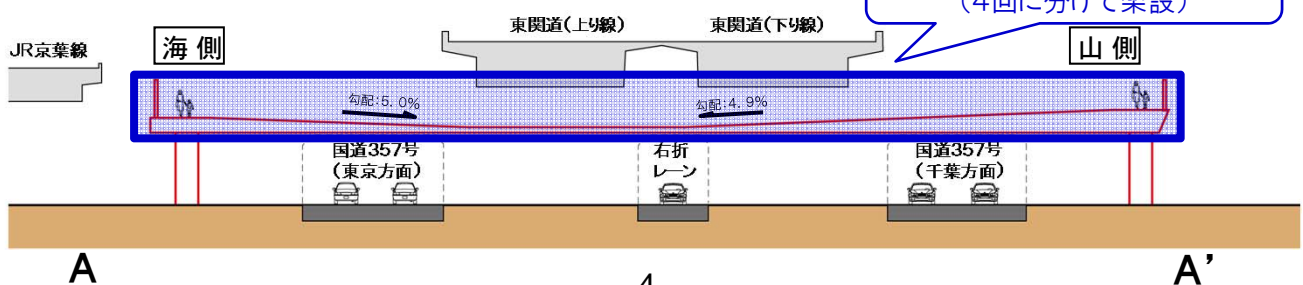 (4回に分けて架設)
東関道(上り線)
東関道(下り線)
JR京葉線
海側
山側
勾配:5.0%
勾配:4.9%
国道357号
(東京方面)
右折
レーン
国道357号
(千葉方面)
A
A'